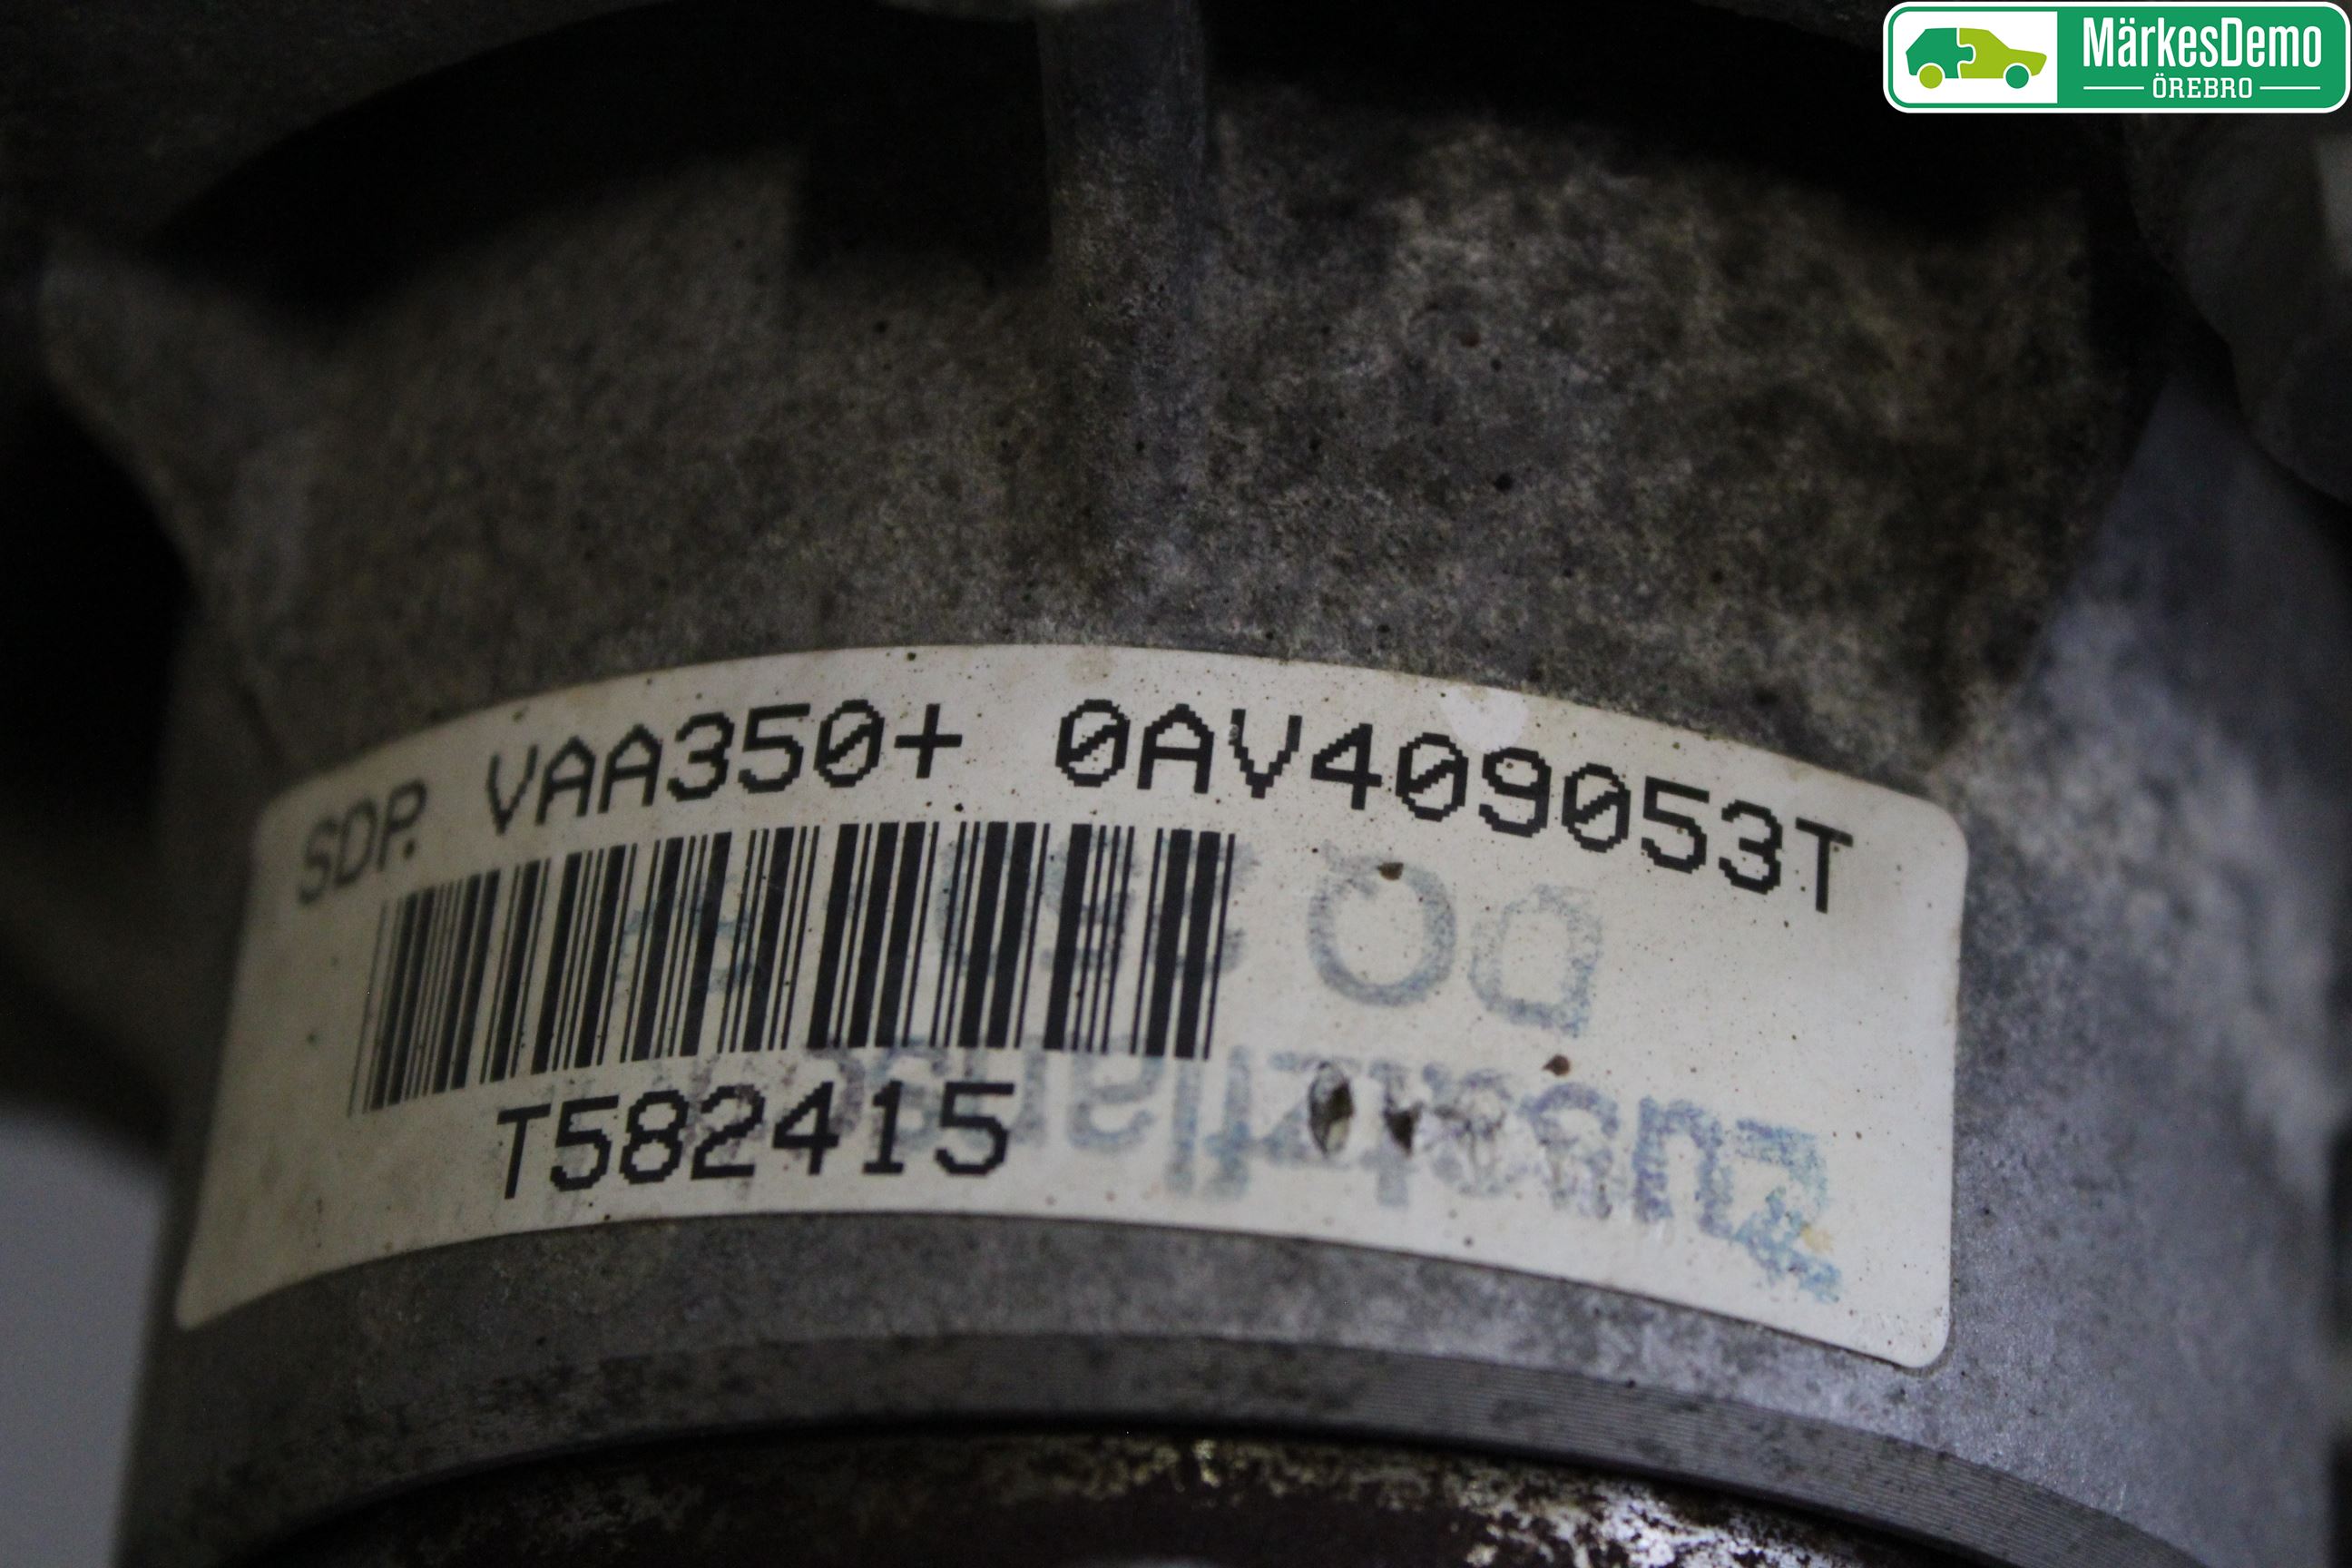 MärkesDemo
ÖREBRO
SDP. VAA350+ 0AV409053T
T582415